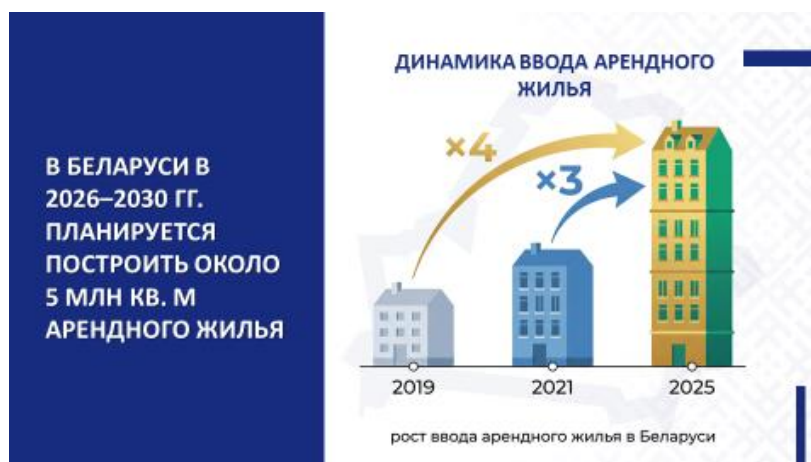 В БЕЛАРУСИ В
2026–2030 ГГ.
ПЛАНИРУЕТСЯ
ПОСТРОИТЬ ОКОЛО
5 МЛН КВ. М
АРЕНДНОГО ЖИЛЬЯ
ДИНАМИКА ВВОДА АРЕНДНОГО
ЖИЛЬЯ
×4
×3
2019
2021
2025
рост ввода арендного жилья в Беларуси